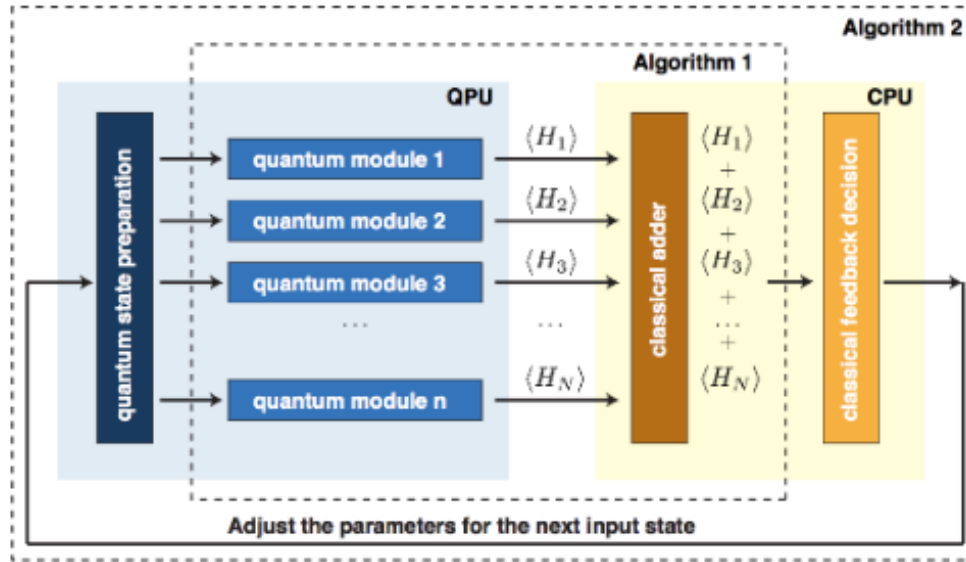 Algorithm 2
Algorithm 1
QPU
CPU
quantum state preparation
quantum module 1
quantum module 2
quantum module 3
...
quantum module n
⟨H₁⟩
⟨H₂⟩
⟨H₃⟩
...
⟨H_N⟩
classical adder
⟨H₁⟩
+
⟨H₂⟩
+
⟨H₃⟩
+
...
+
⟨H_N⟩
classical feedback decision
Adjust the parameters for the next input state